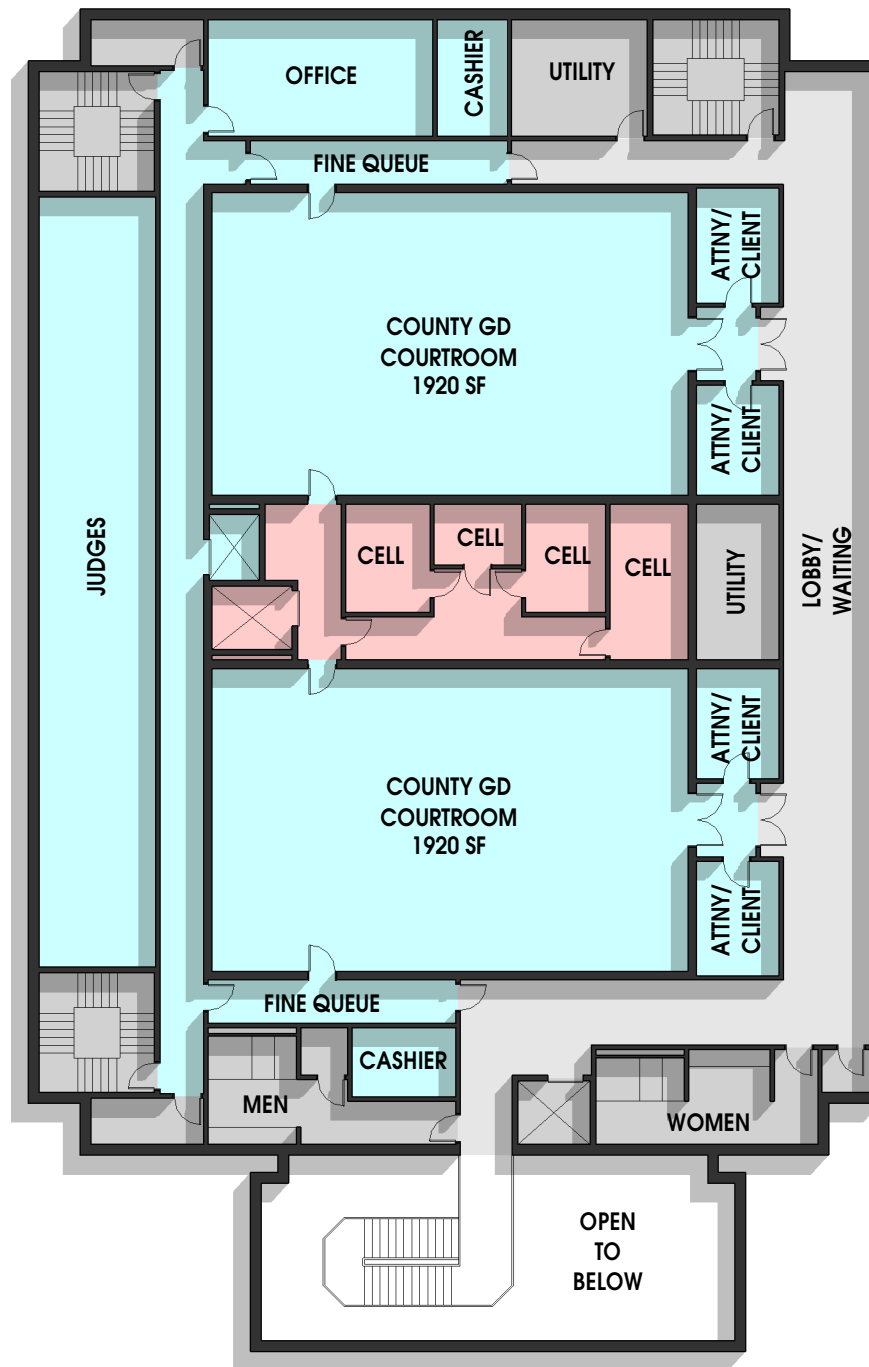 OFFICE
CASHIER
UTILITY
FINE QUEUE
ATTNY/
CLIENT
COUNTY GD
COURTROOM
1920 SF
ATTNY/
CLIENT
JUDGES
CELL
CELL
CELL
CELL
UTILITY
LOBBY/
WAITING
ATTNY/
CLIENT
COUNTY GD
COURTROOM
1920 SF
ATTNY/
CLIENT
FINE QUEUE
CASHIER
MEN
WOMEN
OPEN
TO
BELOW